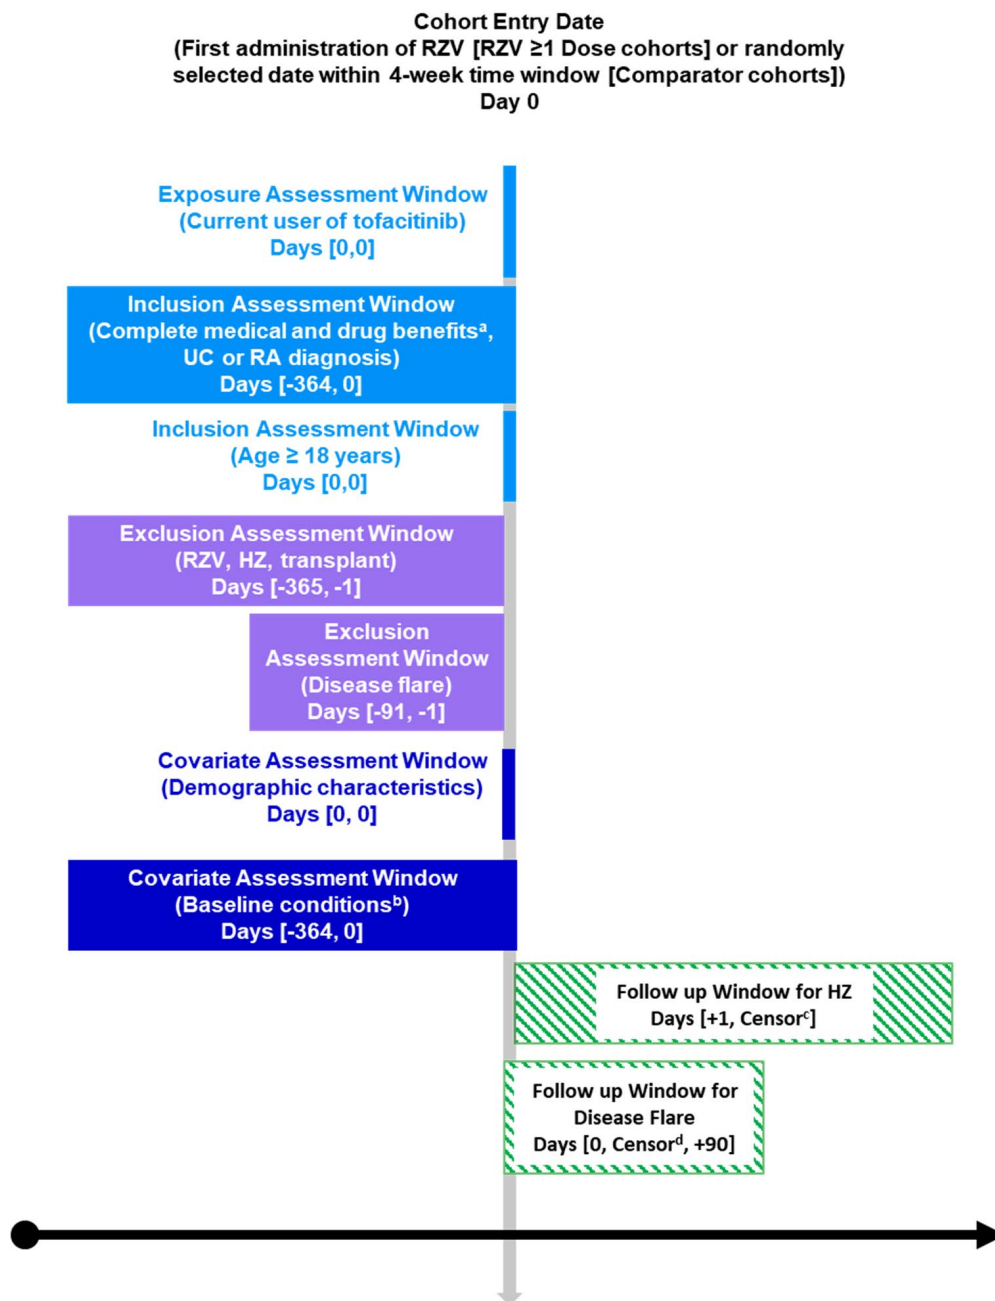 Cohort Entry Date
(First administration of RZV [RZV ≥1 Dose cohorts] or randomly
selected date within 4-week time window [Comparator cohorts])
Day 0
Exposure Assessment Window
(Current user of tofacitinib)
Days [0,0]
Inclusion Assessment Window
(Complete medical and drug benefitsᵃ,
UC or RA diagnosis)
Days [-364, 0]
Inclusion Assessment Window
(Age ≥ 18 years)
Days [0,0]
Exclusion Assessment Window
(RZV, HZ, transplant)
Days [-365, -1]
Exclusion
Assessment Window
(Disease flare)
Days [-91, -1]
Covariate Assessment Window
(Demographic characteristics)
Days [0, 0]
Covariate Assessment Window
(Baseline conditionsᵇ)
Days [-364, 0]
Follow up Window for HZ
Days [+1, Censorᶜ]
Follow up Window for
Disease Flare
Days [0, Censorᵈ, +90]